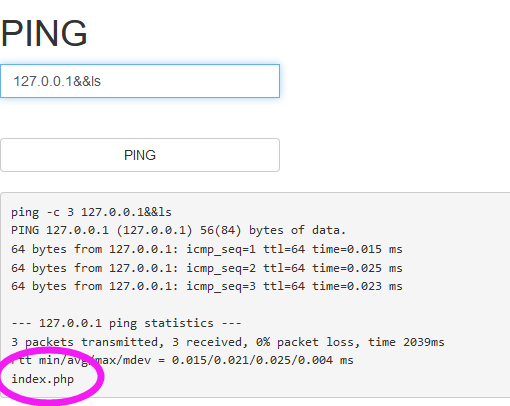 PING
127.0.0.1&&ls
PING
ping -c 3 127.0.0.1&&ls
PING 127.0.0.1 (127.0.0.1) 56(84) bytes of data.
64 bytes from 127.0.0.1: icmp_seq=1 ttl=64 time=0.015 ms
64 bytes from 127.0.0.1: icmp_seq=2 ttl=64 time=0.025 ms
64 bytes from 127.0.0.1: icmp_seq=3 ttl=64 time=0.023 ms
--- 127.0.0.1 ping statistics ---
3 packets transmitted, 3 received, 0% packet loss, time 2039ms
rtt min/avg/max/mdev = 0.015/0.021/0.025/0.004 ms
index.php